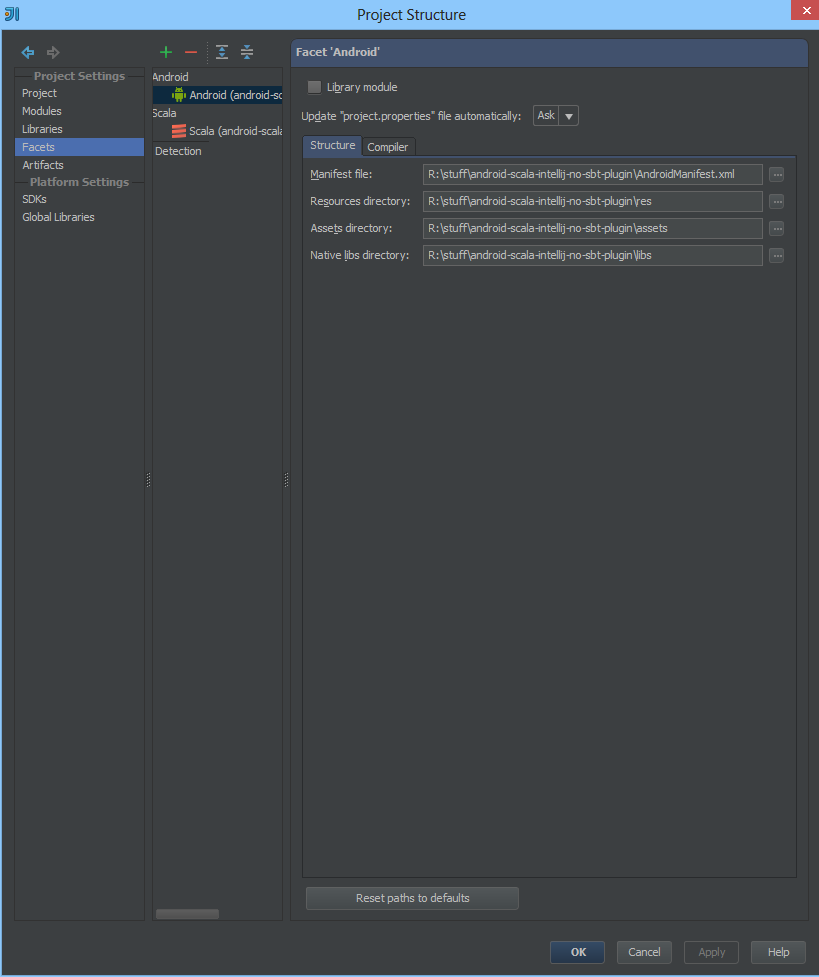 Project Structure
Project Settings
Project
Modules
Libraries
Facets
Artifacts
Platform Settings
SDKs
Global Libraries
Android
Android (android-sc
Scala
Scala (android-scala
Detection
Facet 'Android'
Library module
Update "project.properties" file automatically: Ask
Structure Compiler
Manifest file: R:\stuff\android-scala-intellij-no-sbt-plugin\AndroidManifest.xml ...
Resources directory: R:\stuff\android-scala-intellij-no-sbt-plugin\res ...
Assets directory: R:\stuff\android-scala-intellij-no-sbt-plugin\assets ...
Native libs directory: R:\stuff\android-scala-intellij-no-sbt-plugin\libs ...
Reset paths to defaults
OK Cancel Apply Help